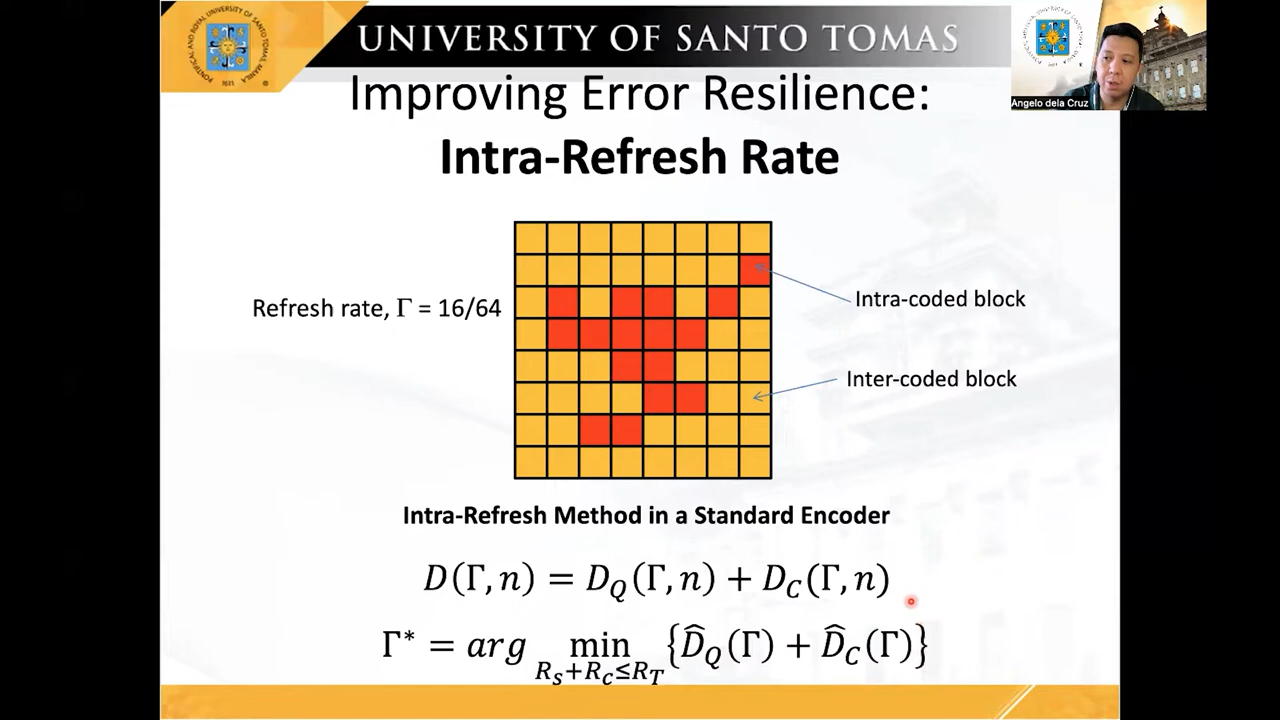 UNIVERSITY OF SANTO TOMAS
Angelo dela Cruz
Improving Error Resilience:
Intra-Refresh Rate
Refresh rate, Γ = 16/64
Intra-coded block
Inter-coded block
Intra-Refresh Method in a Standard Encoder
D(Γ, n) = D_Q(Γ, n) + D_C(Γ, n)
Γ* = arg min_{R_S+R_C≤R_T} {D̂_Q(Γ) + D̂_C(Γ)}